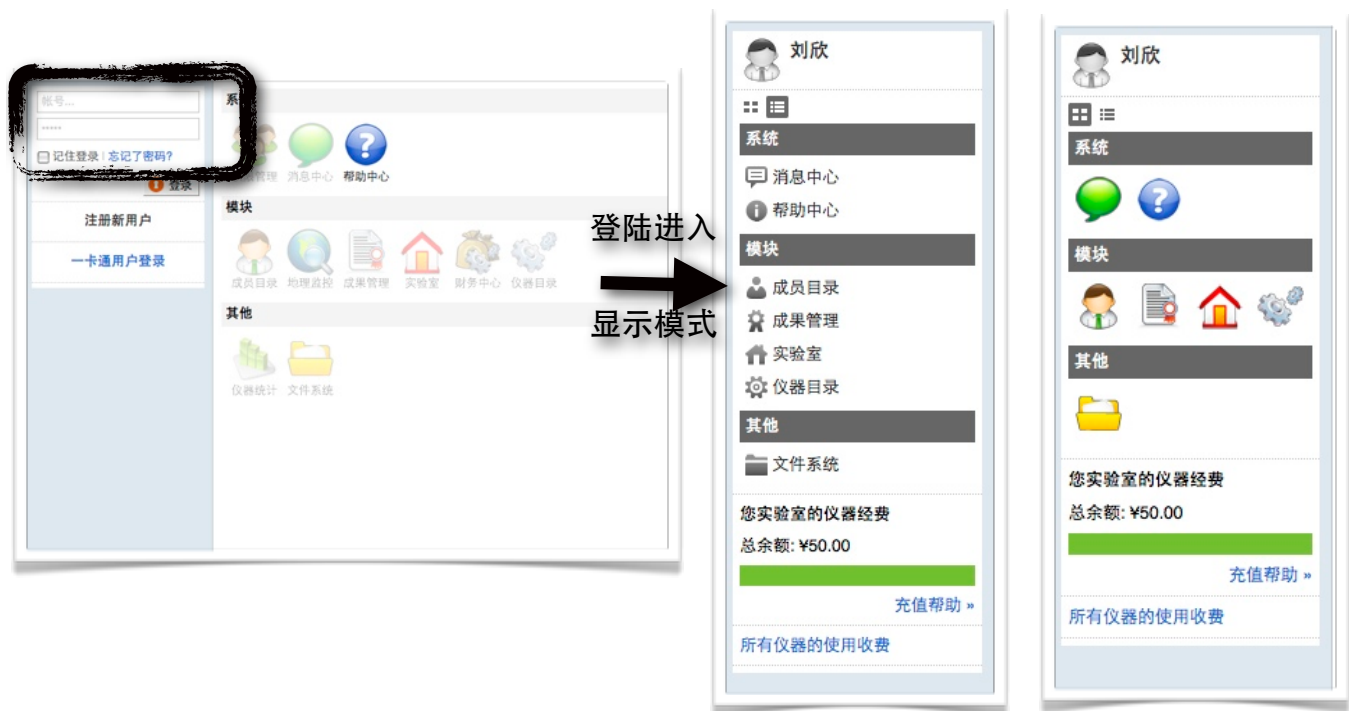 帐号...
记住登录 | 忘记了密码?
登录
注册新用户
一卡通用户登录
管理 消息中心 帮助中心
模块
成员目录 地理监控 成果管理 实验室 财务中心 仪器目录
其他
仪器统计 文件系统
登陆进入
显示模式
刘欣
系统
消息中心
帮助中心
模块
成员目录
成果管理
实验室
仪器目录
其他
文件系统
您实验室的仪器经费
总余额: ¥50.00
充值帮助 »
所有仪器的使用收费
刘欣
系统
模块
其他
您实验室的仪器经费
总余额: ¥50.00
充值帮助 »
所有仪器的使用收费